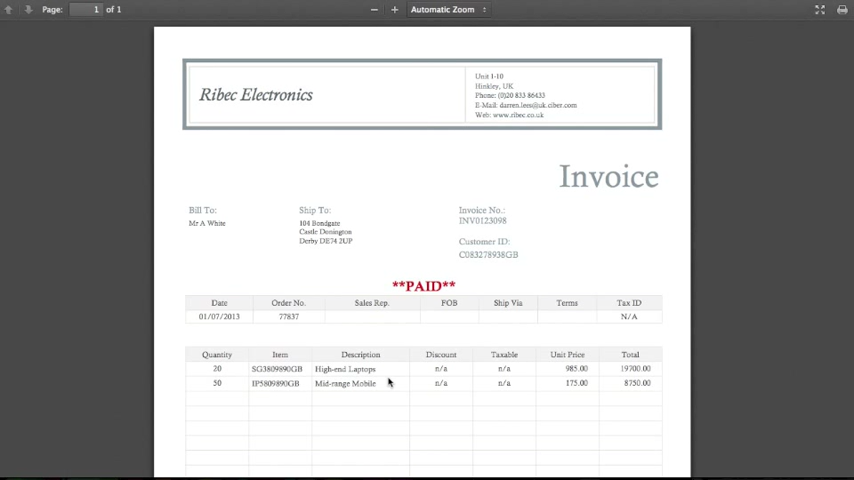 Page: 1 of 1
Automatic Zoom
Ribec Electronics
Unit 1-10
Hinkley, UK
Phone: (0)20 833 86433
E-Mail: darren.lees@uk.ciber.com
Web: www.ribec.co.uk
Invoice
Bill To:
Mr A White
Ship To:
104 Bondgate
Castle Donington
Derby DE74 2UP
Invoice No.:
INV0123098
Customer ID:
C083278938GB
**PAID**
Date Order No. Sales Rep. FOB Ship Via Terms Tax ID
01/07/2013 77837 N/A
Quantity Item Description Discount Taxable Unit Price Total
20 SG3809890GB High-end Laptops n/a n/a 985.00 19700.00
50 IP5809890GB Mid-range Mobile n/a n/a 175.00 8750.00